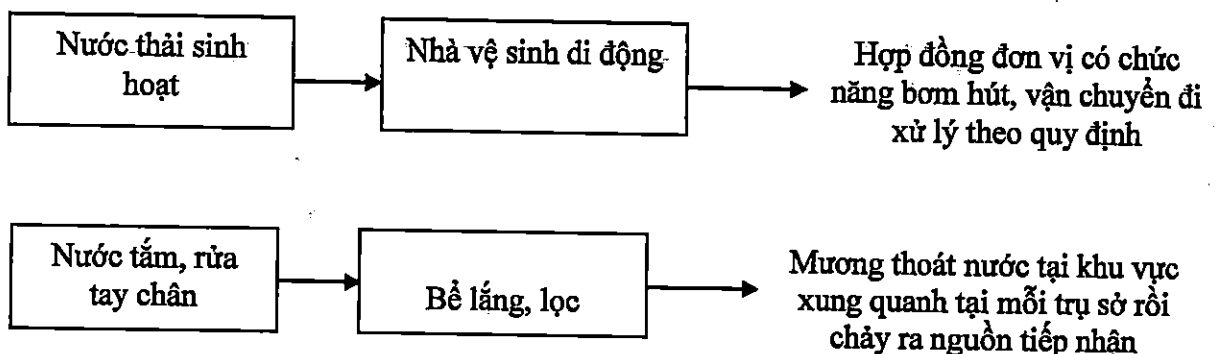 Nước thải sinh
hoạt
Nhà vệ sinh di động
Hợp đồng đơn vị có chức
năng bơm hút, vận chuyển đi
xử lý theo quy định
Nước tắm, rửa
tay chân
Bể lắng, lọc
Mương thoát nước tại khu vực
xung quanh tại mỗi trụ sở rồi
chảy ra nguồn tiếp nhận